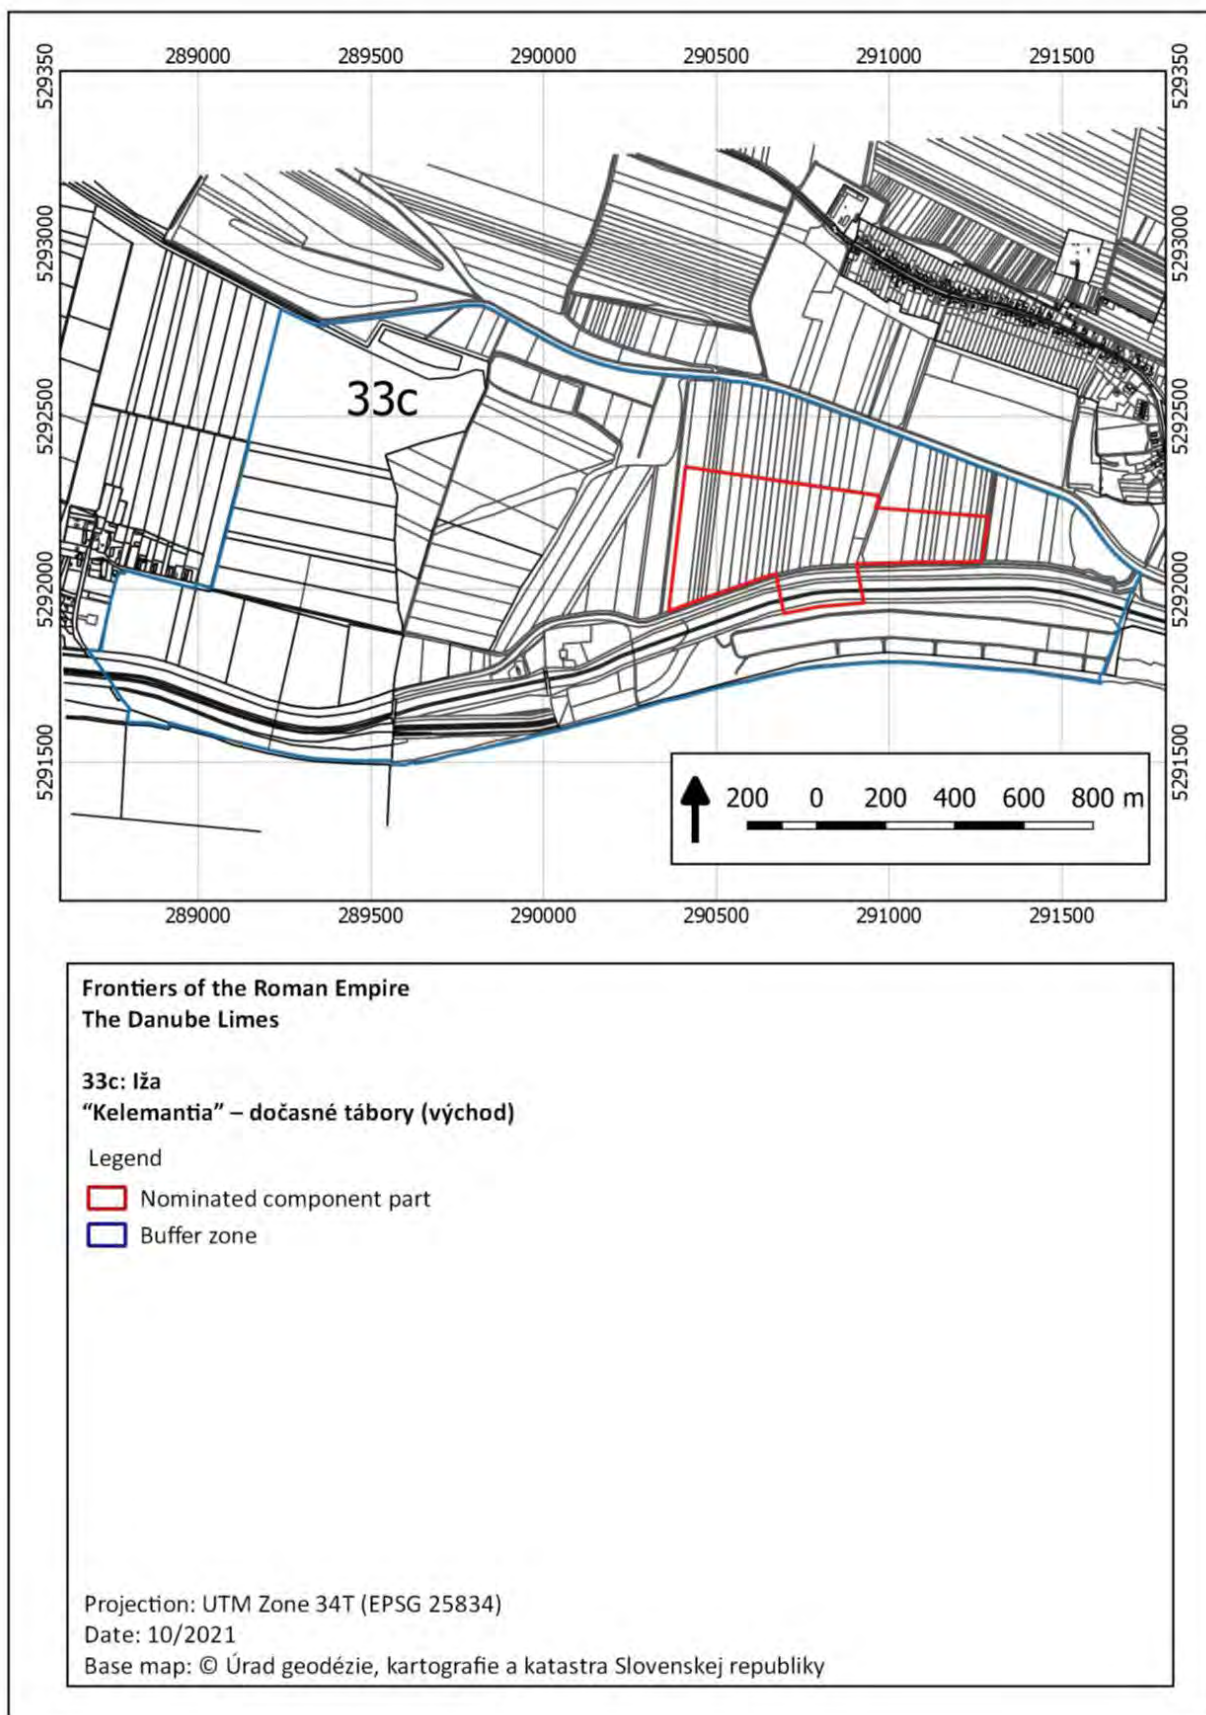 289000 289500 290000 290500 291000 291500
5293350 5293350
5293000 5293000
33c
5292500 5292500
5292000 5292000
5291500 5291500
200 0 200 400 600 800 m
289000 289500 290000 290500 291000 291500
Frontiers of the Roman Empire
The Danube Limes
33c: Iža
“Kelemantia” – dočasné tábory (východ)
Legend
Nominated component part
Buffer zone
Projection: UTM Zone 34T (EPSG 25834)
Date: 10/2021
Base map: © Úrad geodézie, kartografie a katastra Slovenskej republiky